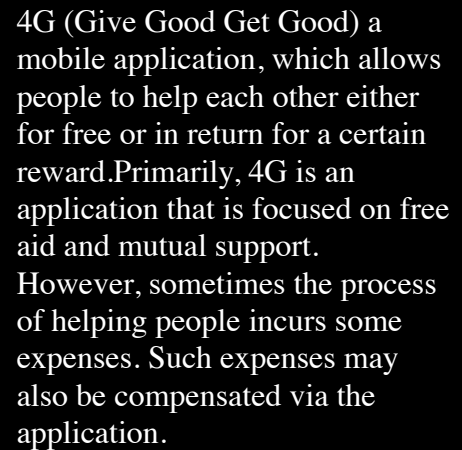 4G (Give Good Get Good) a
mobile application, which allows
people to help each other either
for free or in return for a certain
reward.Primarily, 4G is an
application that is focused on free
aid and mutual support.
However, sometimes the process
of helping people incurs some
expenses. Such expenses may
also be compensated via the
application.